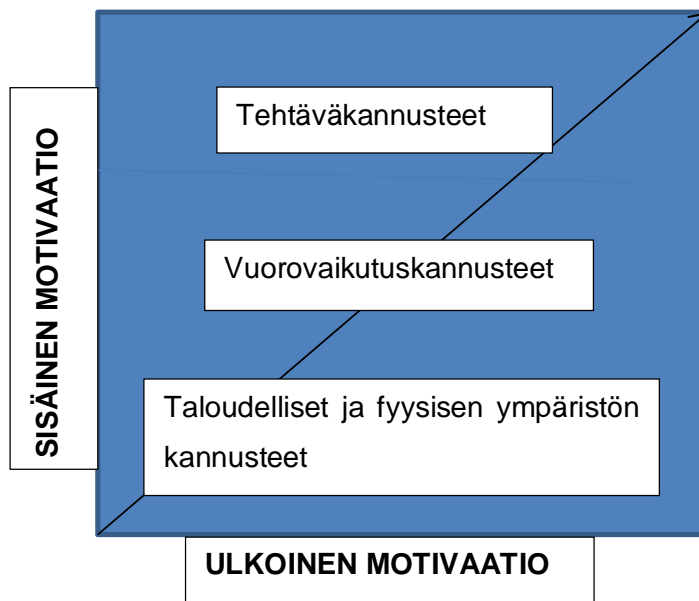 Tehtäväkannusteet
SISÄINEN MOTIVAATIO
Vuorovaikutuskannusteet
Taloudelliset ja fyysisen ympäristön
kannusteet
ULKOINEN MOTIVAATIO